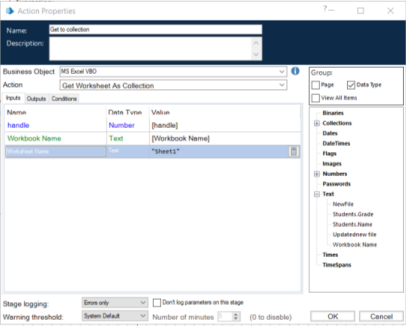 Action Properties
Name: Get to collection
Description:
Business Object MS Excel VBO
Action Get Worksheet As Collection
Inputs Outputs Conditions
Name Data Type Value
handle Number [handle]
Workbook Name Text [Workbook Name]
Worksheet Name Text "Sheet1"
Group:
Page Data Type
View All Items
Binaries
Collections
Dates
DateTimes
Flags
Images
Numbers
Passwords
Text
NewFile
Students.Grade
Students.Name
Updatednew file
Workbook Name
Times
TimeSpans
Stage logging: Errors only Don't log parameters on this stage
Warning threshold: System Default Number of minutes (0 to disable)
OK Cancel